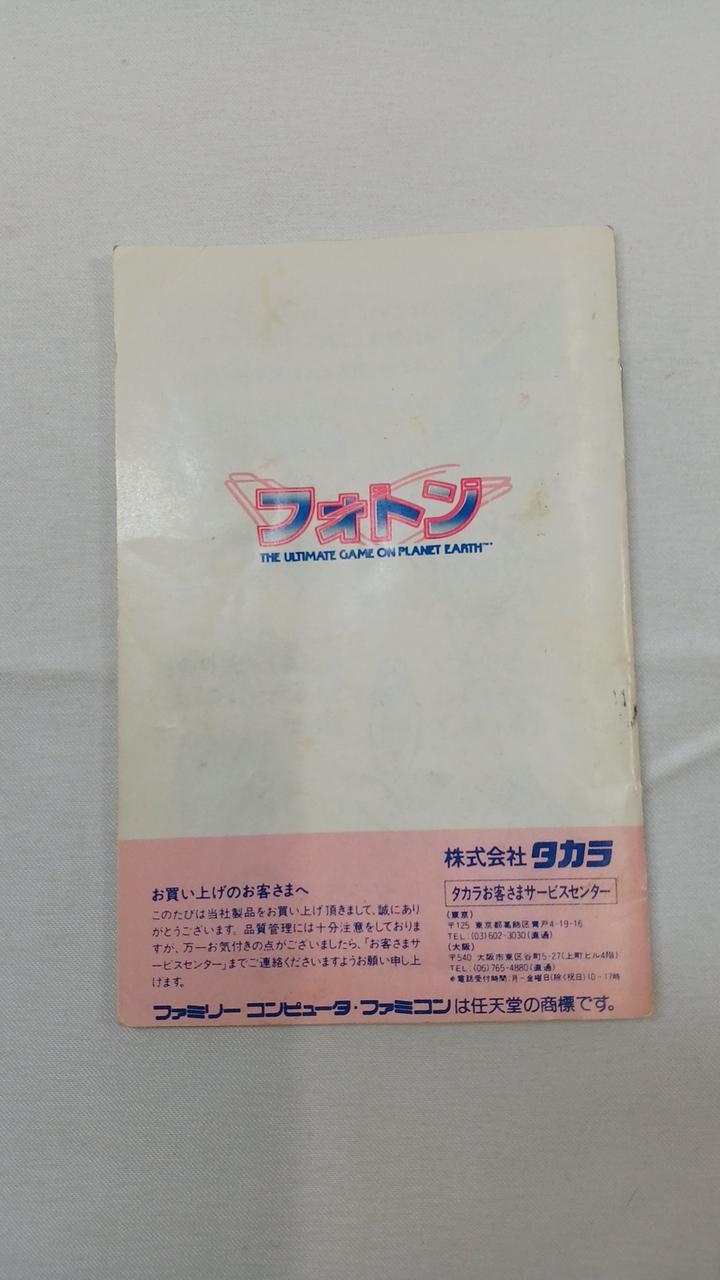 フォトン
THE ULTIMATE GAME ON PLANET EARTH™*
株式会社 タカラ
お買い上げのお客さまへ
このたびは当社製品をお買い上げ頂きまして、誠にあり
がとうございます。品質管理には十分注意をしておりま
すが、万一お気付きの点がございましたら、「お客さまサ
ービスセンター」までご連絡くださいますようお願い申し上
げます。
タカラお客さまサービスセンター
(東京)
〒125 東京都葛飾区青戸4-19-16
TEL:(03)602-3030(直通)
(大阪)
〒540 大阪市東区谷町5-27(上町ビル4階)
TEL:(06)765-4880(直通)
*電話受付時間:月〜金曜日(除く祝日)10〜17時
ファミリー コンピュータ・ファミコンは任天堂の商標です。